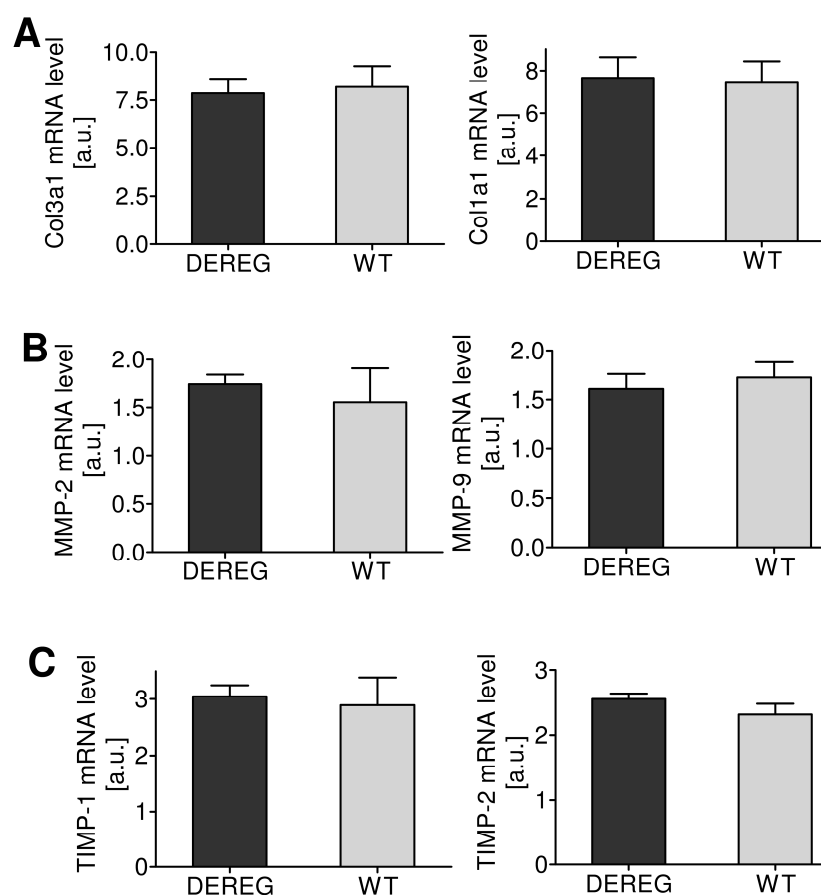 A
Col3a1 mRNA level
[a.u.]
10.0
7.5
5.0
2.5
0.0
DEREG
WT
Col1a1 mRNA level
[a.u.]
8
6
4
2
0
DEREG
WT
B
MMP-2 mRNA level
[a.u.]
2.0
1.5
1.0
0.5
0.0
DEREG
WT
MMP-9 mRNA level
[a.u.]
2.0
1.5
1.0
0.5
0.0
DEREG
WT
C
TIMP-1 mRNA level
[a.u.]
3
2
1
0
DEREG
WT
TIMP-2 mRNA level
[a.u.]
3
2
1
0
DEREG
WT